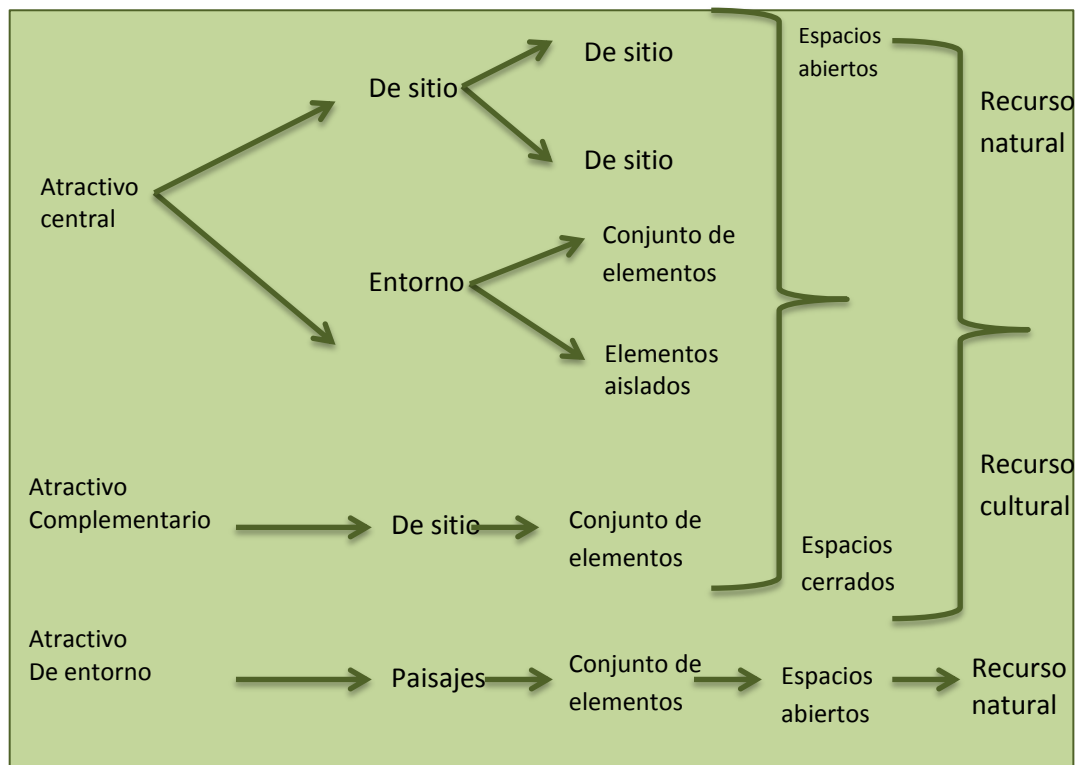 Atractivo
central
De sitio
De sitio
De sitio
Entorno
Conjunto de
elementos
Elementos
aislados
Espacios
abiertos
Recurso
natural
Atractivo
Complementario
De sitio
Conjunto de
elementos
Espacios
cerrados
Recurso
cultural
Atractivo
De entorno
Paisajes
Conjunto de
elementos
Espacios
abiertos
Recurso
natural